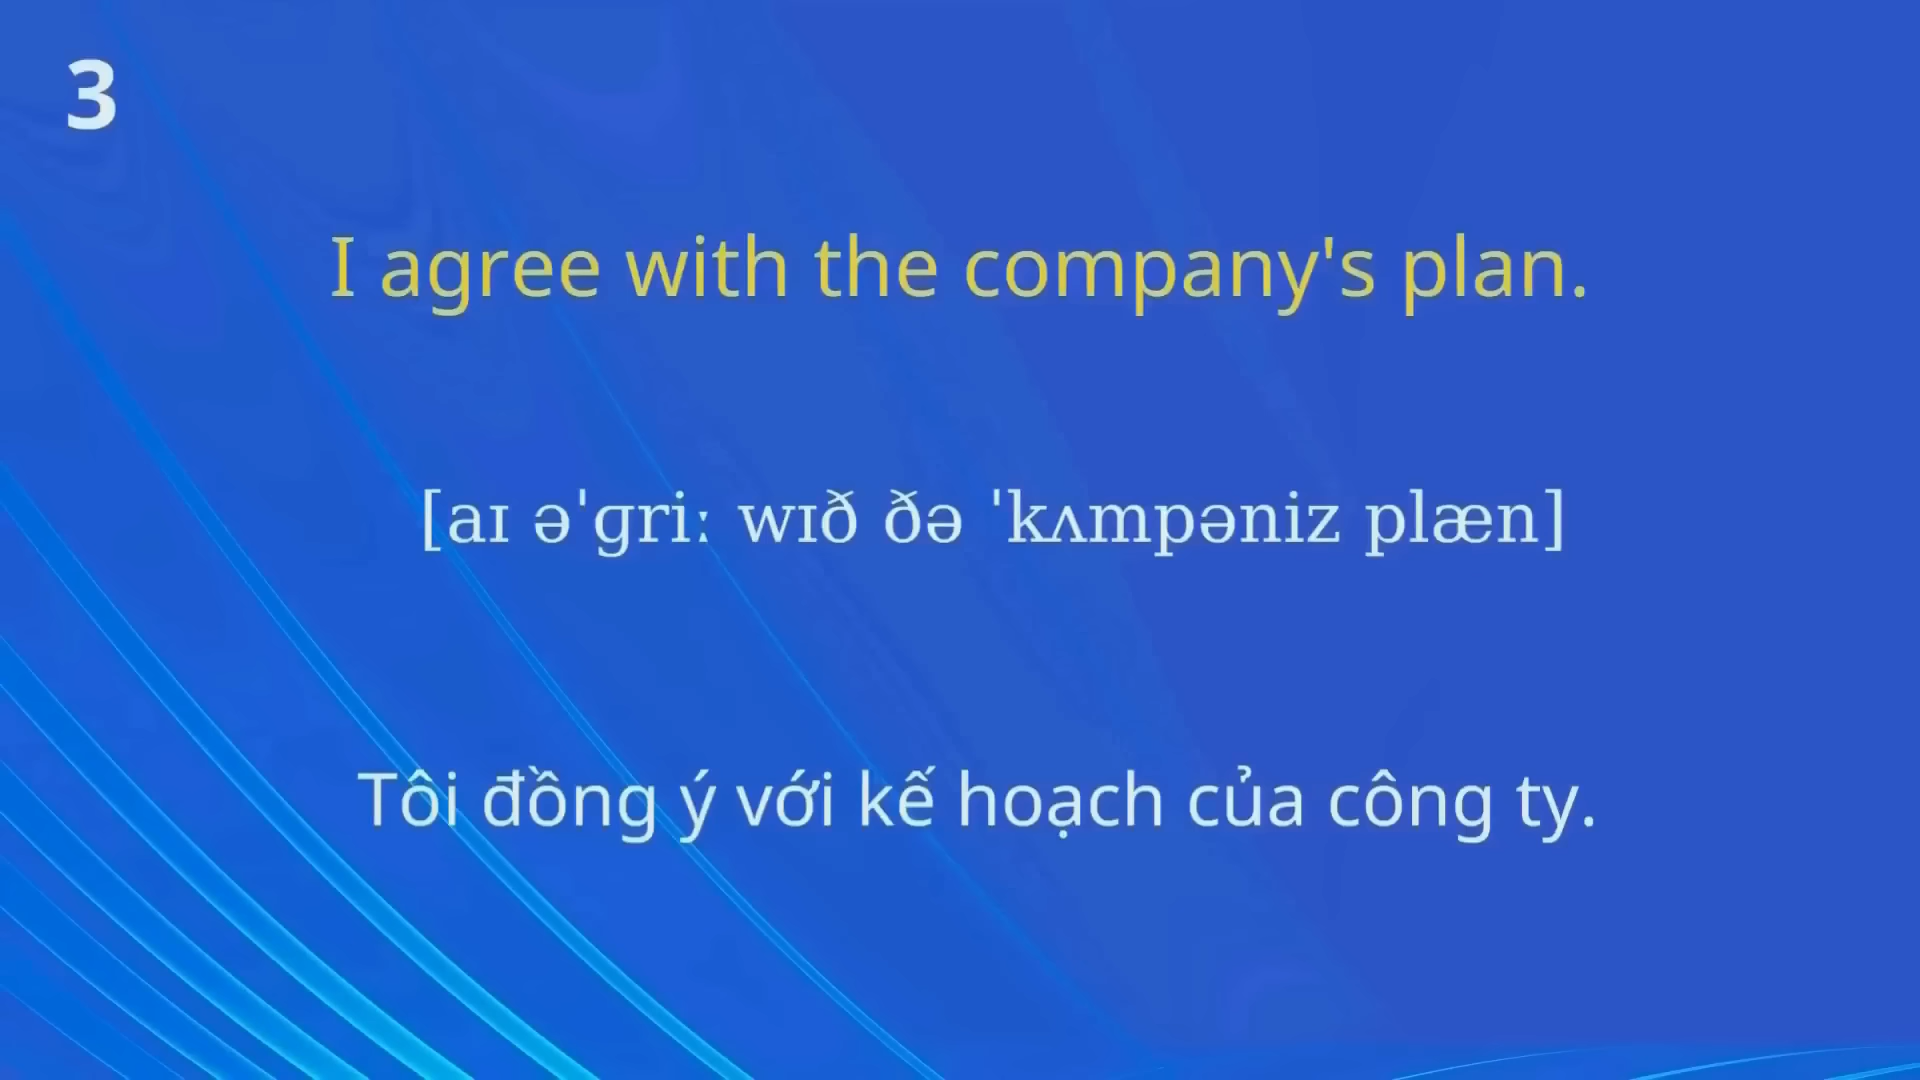 3
I agree with the company's plan.
[aɪ əˈɡriː wɪð ðə ˈkʌmpəniz plæn]
Tôi đồng ý với kế hoạch của công ty.